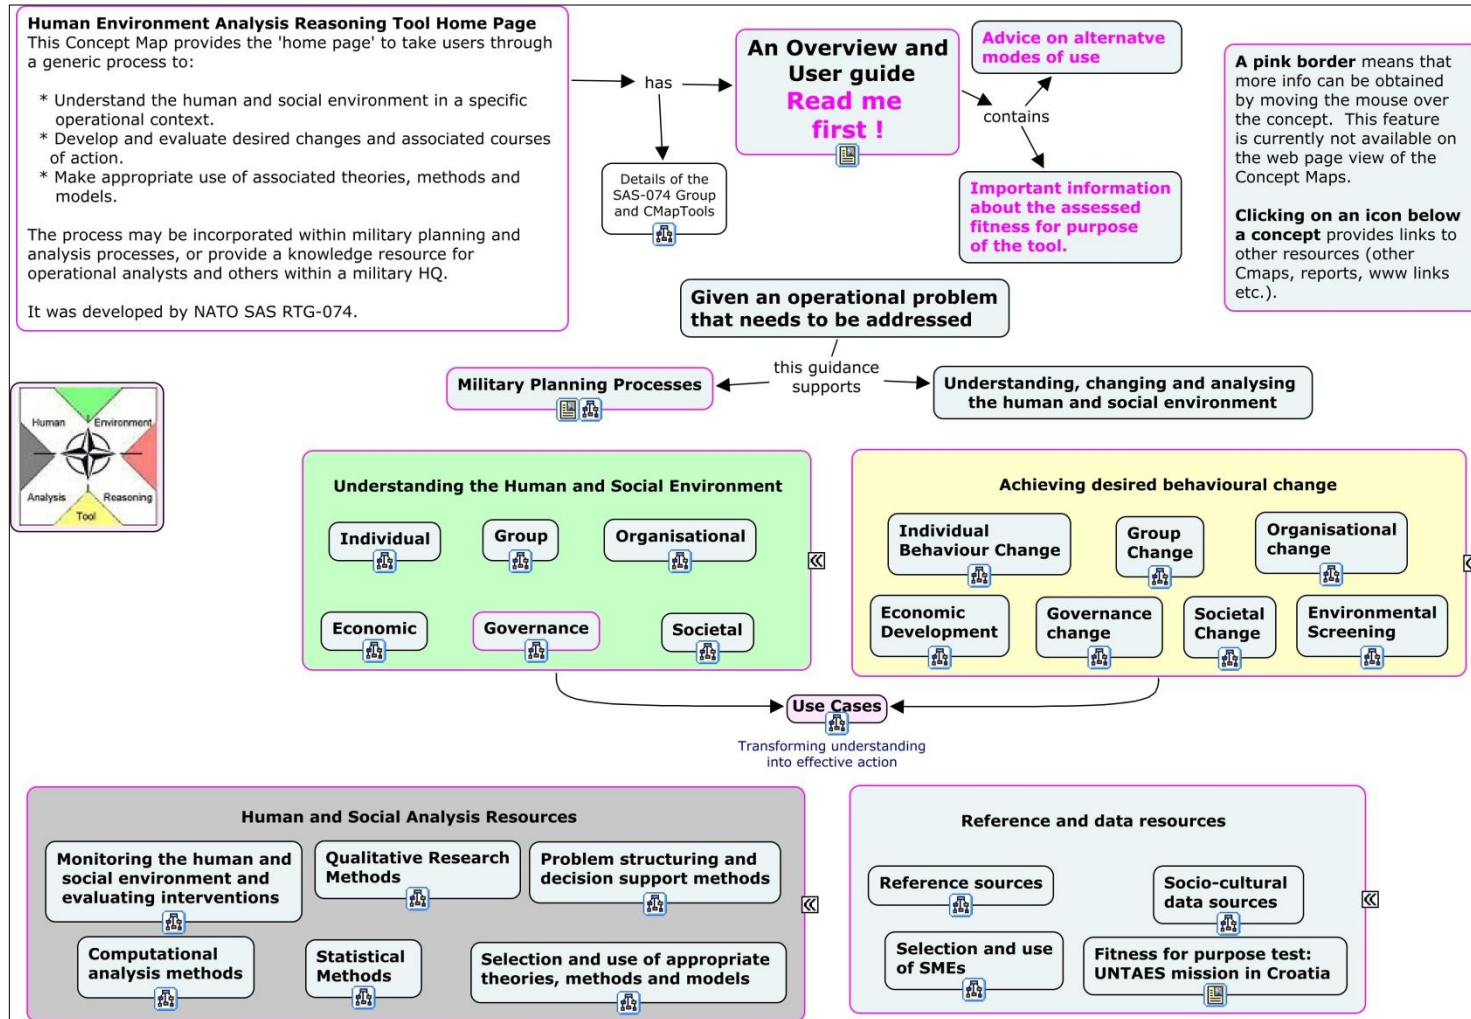 Human Environment Analysis Reasoning Tool Home Page
This Concept Map provides the 'home page' to take users through
a generic process to:
* Understand the human and social environment in a specific
operational context.
* Develop and evaluate desired changes and associated courses
of action.
* Make appropriate use of associated theories, methods and
models.
The process may be incorporated within military planning and
analysis processes, or provide a knowledge resource for
operational analysts and others within a military HQ.
It was developed by NATO SAS RTG-074.
has
Details of the
SAS-074 Group
and CMapTools
An Overview and
User guide
Read me
first !
contains
Advice on alternatve
modes of use
Important information
about the assessed
fitness for purpose
of the tool.
A pink border means that
more info can be obtained
by moving the mouse over
the concept. This feature
is currently not available on
the web page view of the
Concept Maps.
Clicking on an icon below
a concept provides links to
other resources (other
Cmaps, reports, www links
etc.).
Given an operational problem
that needs to be addressed
this guidance
supports
Military Planning Processes
Understanding, changing and analysing
the human and social environment
Human
Environment
Analysis
Reasoning
Tool
Understanding the Human and Social Environment
Individual
Group
Organisational
Economic
Governance
Societal
Achieving desired behavioural change
Individual
Behaviour Change
Group
Change
Organisational
change
Economic
Development
Governance
change
Societal
Change
Environmental
Screening
Use Cases
Transforming understanding
into effective action
Human and Social Analysis Resources
Monitoring the human and
social environment and
evaluating interventions
Qualitative Research
Methods
Problem structuring and
decision support methods
Computational
analysis methods
Statistical
Methods
Selection and use of appropriate
theories, methods and models
Reference and data resources
Reference sources
Socio-cultural
data sources
Selection and use
of SMEs
Fitness for purpose test:
UNTAES mission in Croatia